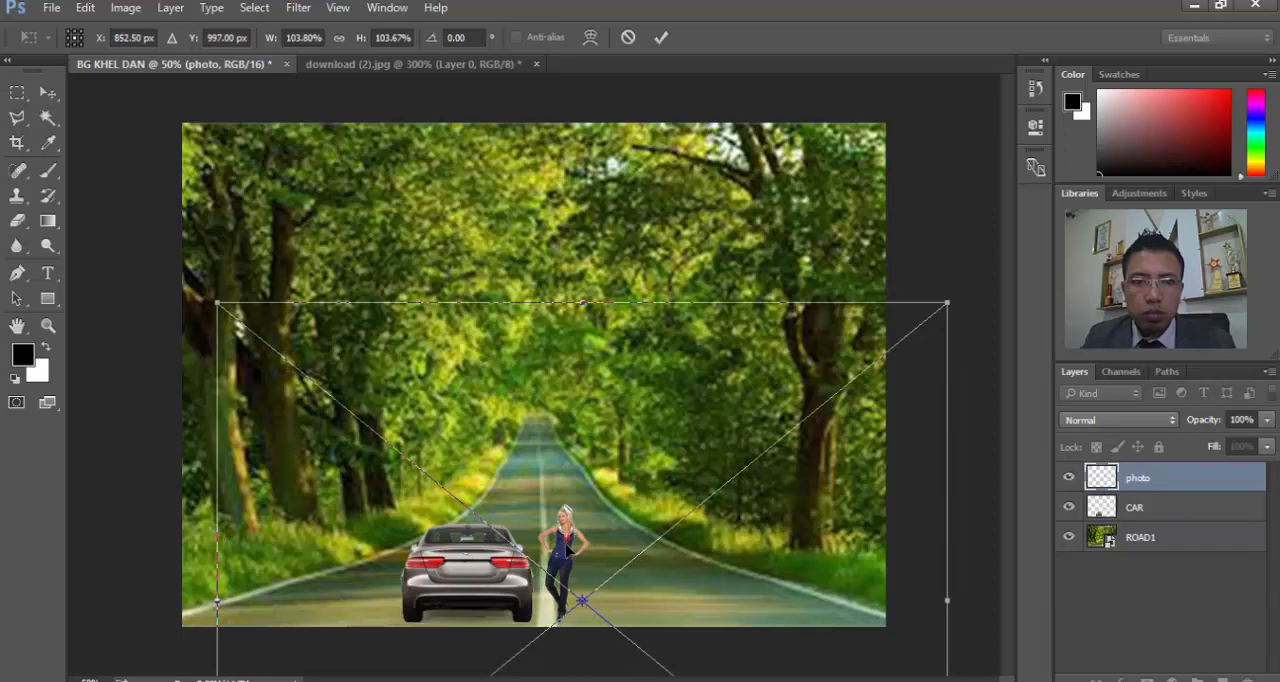 Ps File Edit Image Layer Type Select Filter View Window Help
X: 852.50 px Y: 997.00 px W: 103.80% H: 103.67% 0.00 ° Anti-alias Essentials
BG KHEL DAN @ 50% (photo, RGB/16) * × download (2).jpg @ 300% (Layer 0, RGB/8) * ×
Color Swatches
Libraries Adjustments Styles
Layers Channels Paths
Kind
Normal Opacity: 100%
Lock: Fill: 100%
photo
CAR
ROAD1